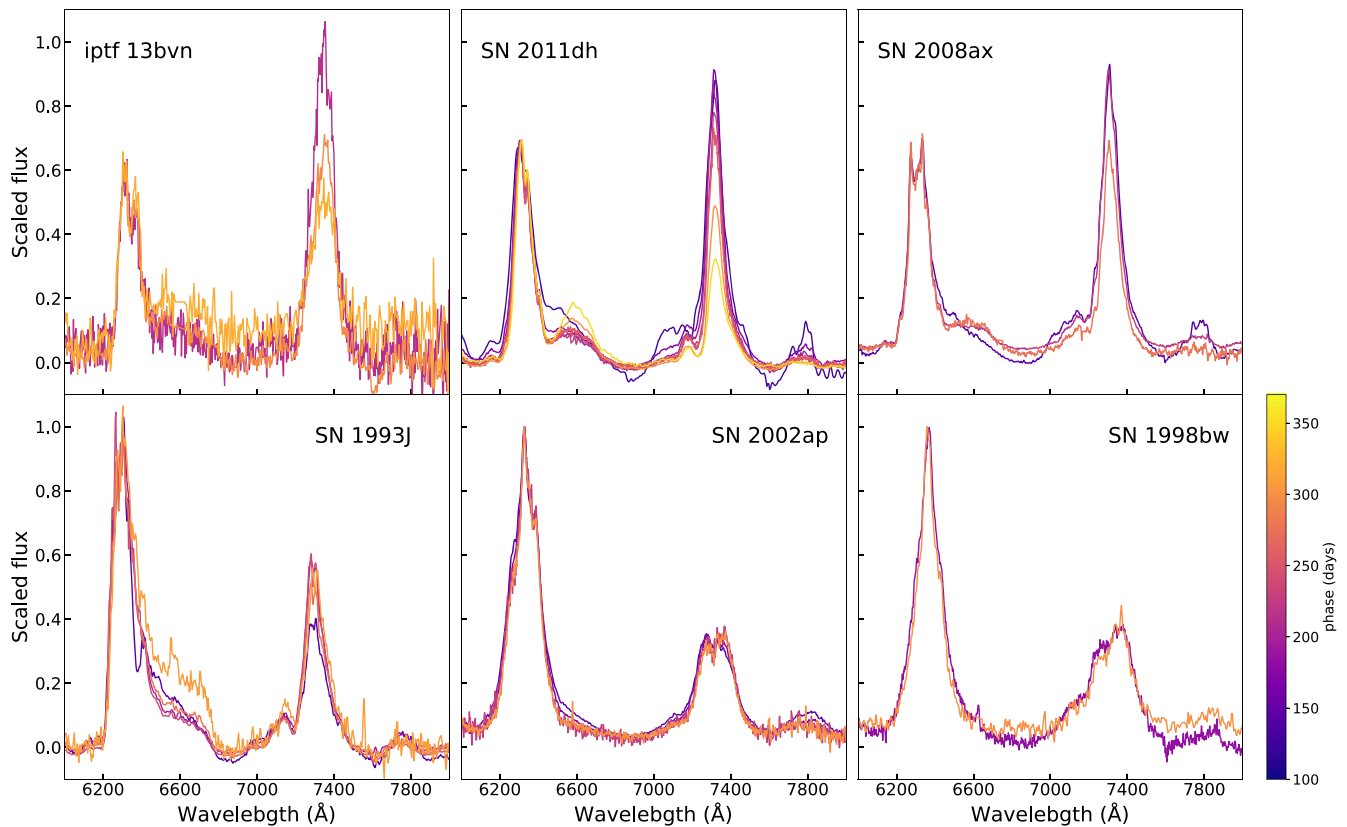 iptf 13bvn
SN 2011dh
SN 2008ax
Scaled flux
1.0
0.8
0.6
0.4
0.2
0.0
SN 1993J
SN 2002ap
SN 1998bw
Scaled flux
1.0
0.8
0.6
0.4
0.2
0.0
6200 6600 7000 7400 7800
6200 6600 7000 7400 7800
6200 6600 7000 7400 7800
Wavelebgth (Å)
Wavelebgth (Å)
Wavelebgth (Å)
350
300
250
200
150
100
phase (days)